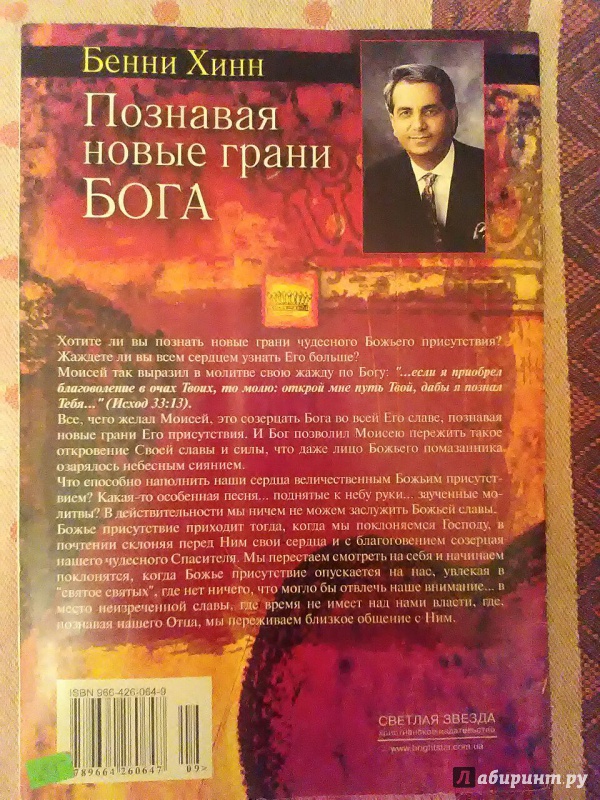 Бенни Хинн
Познавая
новые грани
БОГА
Хотите ли вы познать новые грани чудесного Божьего присутствия?
Жаждете ли вы всем сердцем узнать Его больше?
Моисей так выразил в молитве свою жажду по Богу: "...если я приобрел
благоволение в очах Твоих, то молю: открой мне путь Твой, дабы я познал
Тебя..." (Исход 33:13).
Все, чего желал Моисей, это созерцать Бога во всей Его славе, познавая
новые грани Его присутствия. И Бог позволил Моисею пережить такое
откровение Своей славы и силы, что даже лицо Божьего помазанника
озарялось небесным сиянием.
Что способно наполнить наши сердца величественным Божьим присутст-
вием? Какая-то особенная песня... поднятые к небу руки... заученные мо-
литвы? В действительности мы ничем не можем заслужить Божьей славы.
Божье присутствие приходит тогда, когда мы поклоняемся Господу, в
почтении склоняя перед Ним свои сердца и с благоговением созерцая
нашего чудесного Спасителя. Мы перестаем смотреть на себя и начинаем
поклонятся, когда Божье присутствие опускается на нас, увлекая в
"святое святых", где нет ничего, что могло бы отвлечь наше внимание... в
место неизреченной славы, где время не имеет над нами власти, где,
познавая нашего Отца, мы переживаем близкое общение с Ним.
ISBN 966-426-064-9
9789664260647
09>
СВЕТЛАЯ ЗВЕЗДА
христианское издательство
www.brightstar.com.ua
Лабиринт.ру